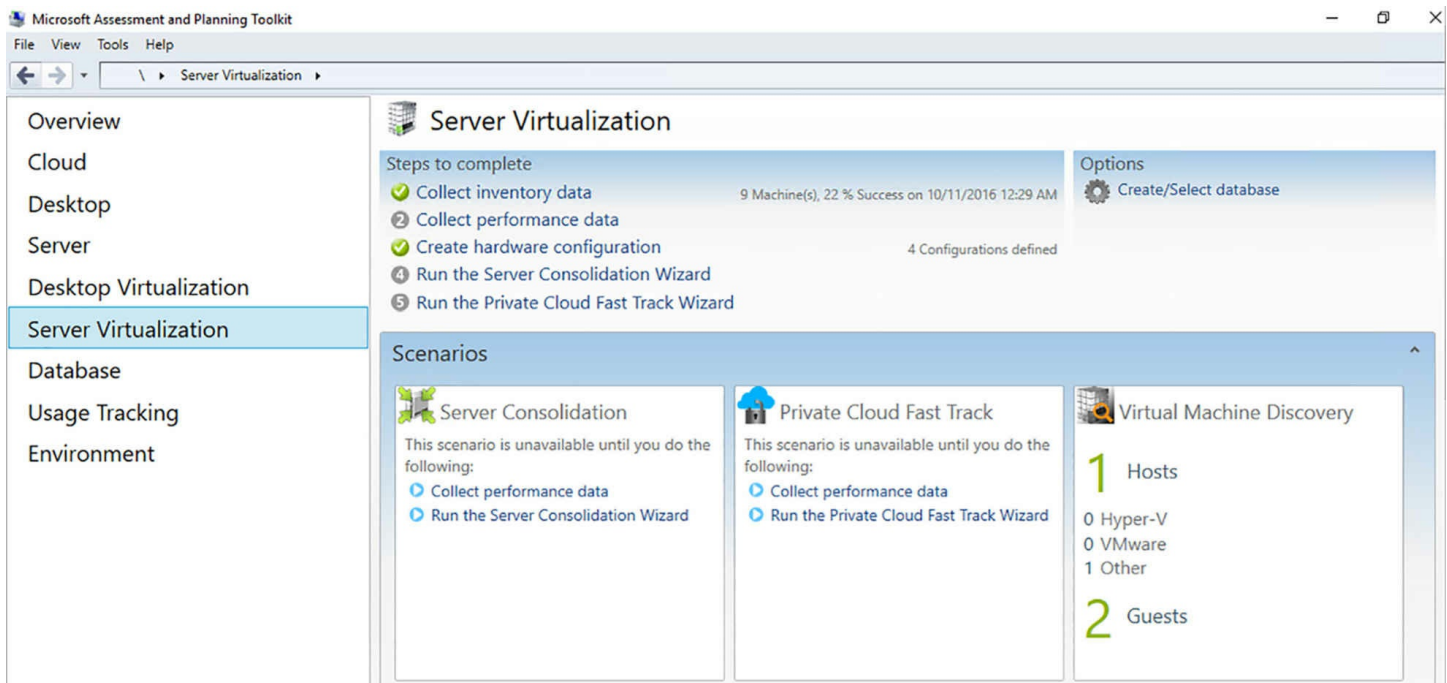 Microsoft Assessment and Planning Toolkit
File View Tools Help
\ Server Virtualization
Overview
Cloud
Desktop
Server
Desktop Virtualization
Server Virtualization
Database
Usage Tracking
Environment
Server Virtualization
Steps to complete
Collect inventory data 9 Machine(s), 22 % Success on 10/11/2016 12:29 AM
2 Collect performance data
Create hardware configuration 4 Configurations defined
4 Run the Server Consolidation Wizard
5 Run the Private Cloud Fast Track Wizard
Options
Create/Select database
Scenarios
Server Consolidation
This scenario is unavailable until you do the
following:
Collect performance data
Run the Server Consolidation Wizard
Private Cloud Fast Track
This scenario is unavailable until you do the
following:
Collect performance data
Run the Private Cloud Fast Track Wizard
Virtual Machine Discovery
1 Hosts
0 Hyper-V
0 VMware
1 Other
2 Guests